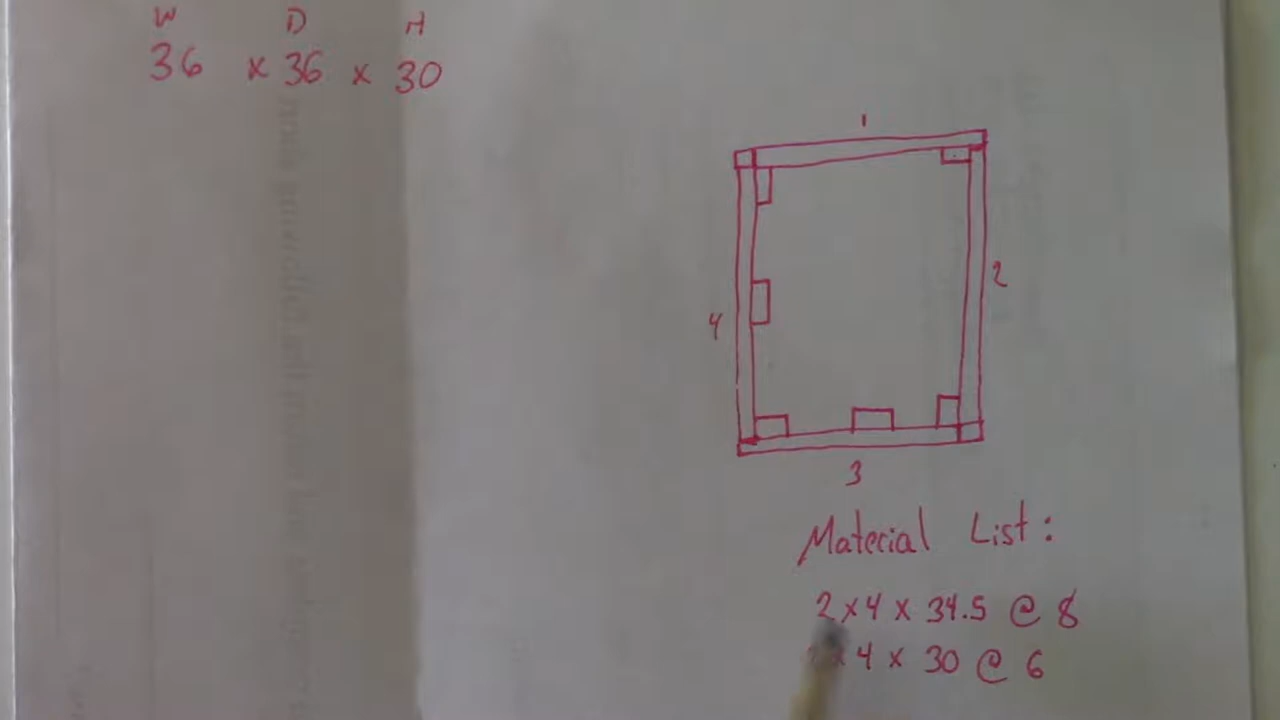 W D H
36 x 36 x 30
1
2
4
3
Material List:
2x4 x 34.5 @ 8
x 4 x 30 @ 6